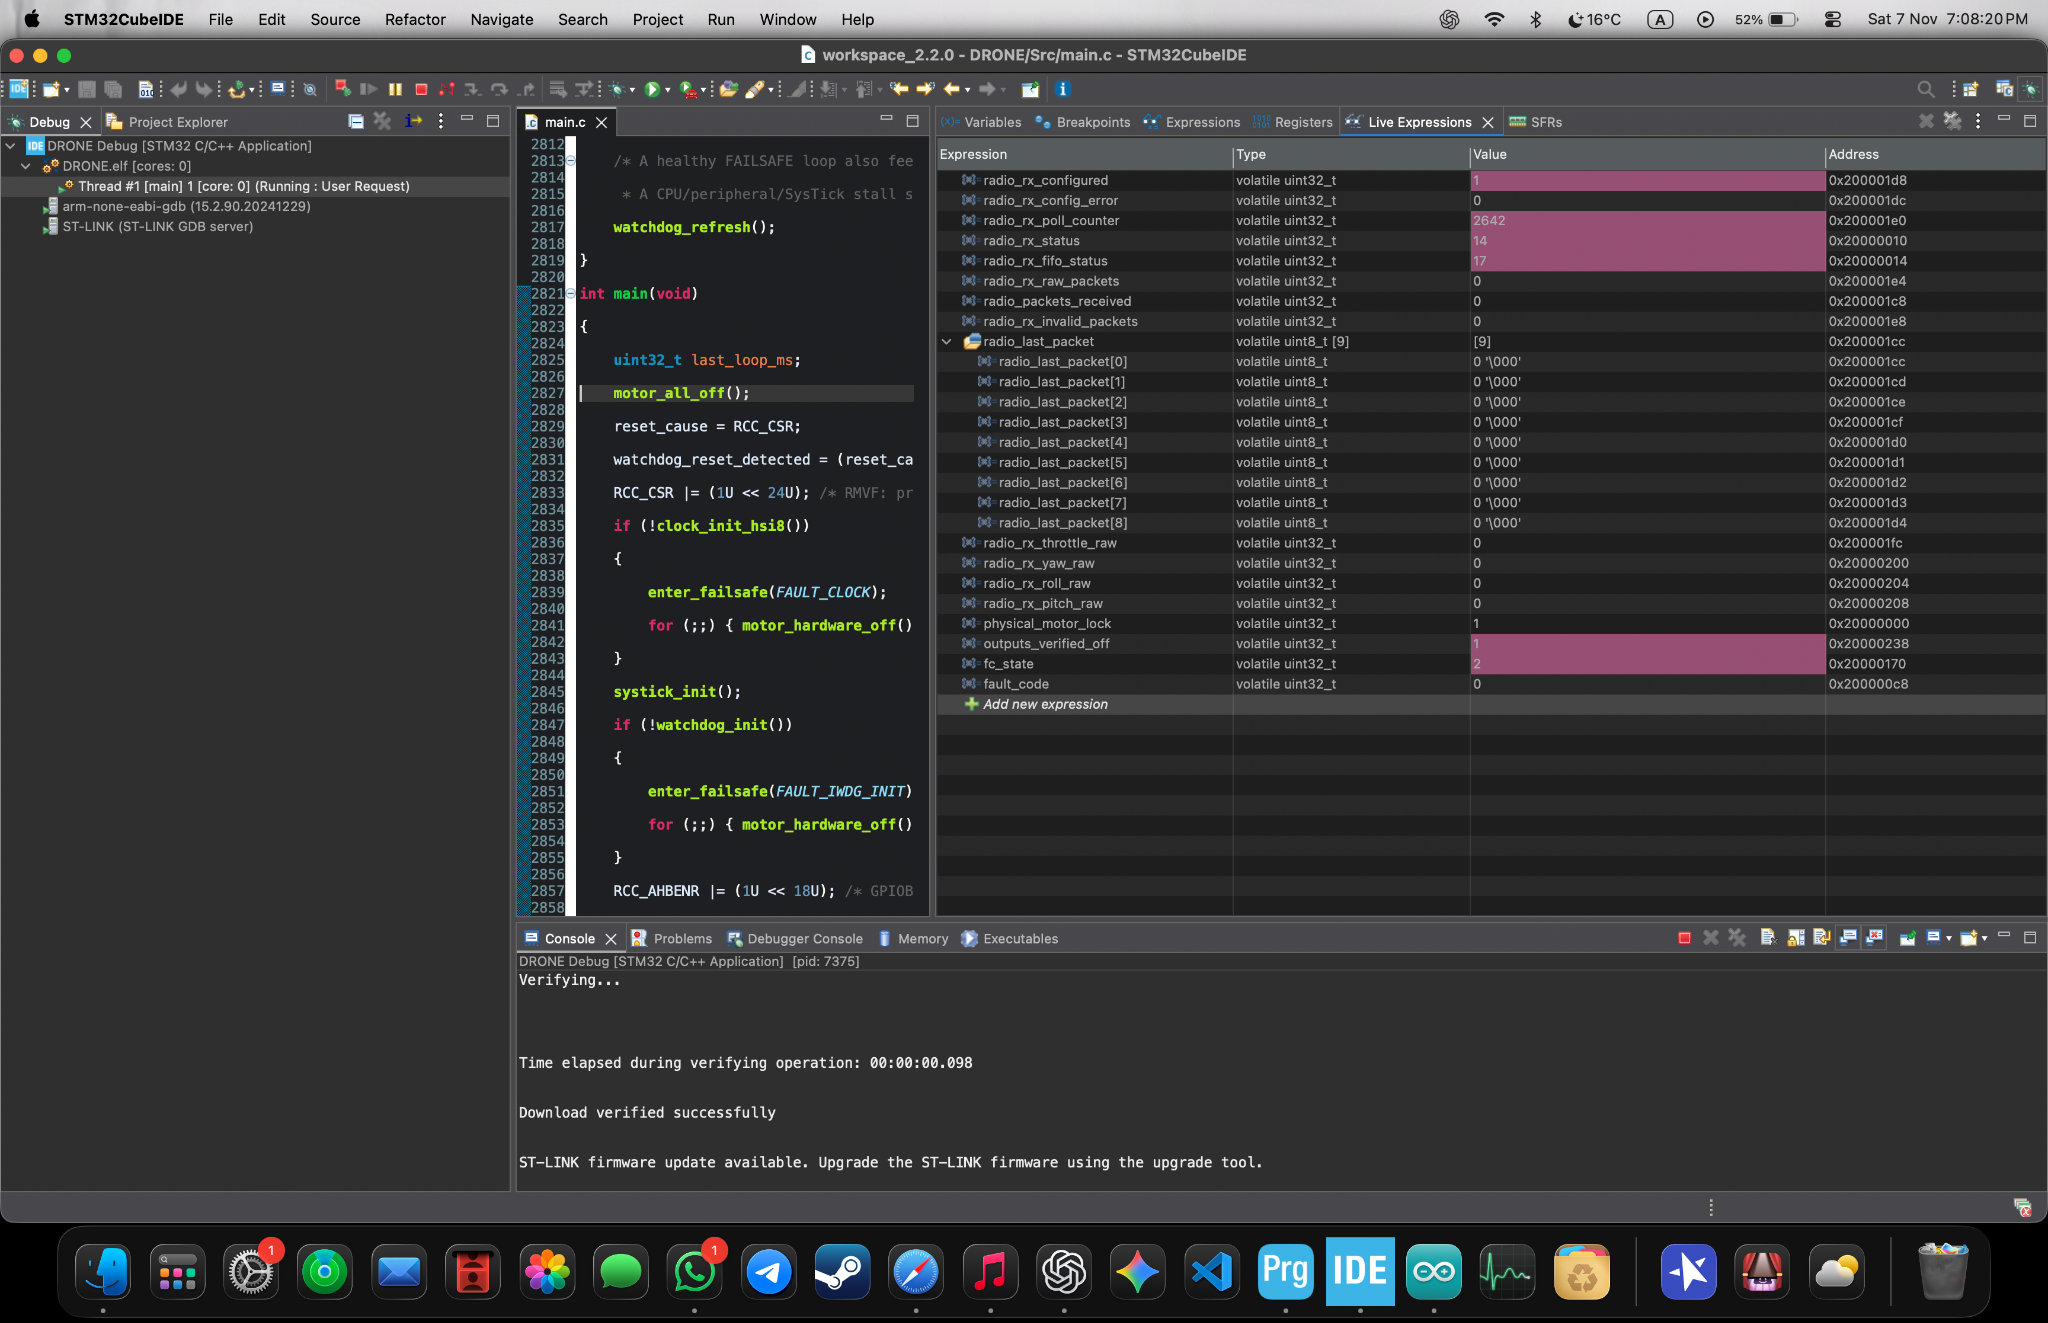 STM32CubeIDE File Edit Source Refactor Navigate Search Project Run Window Help 16°C A 52% Sat 7 Nov 7:08:20 PM
workspace_2.2.0 - DRONE/Src/main.c - STM32CubeIDE
Debug Project Explorer
DRONE Debug [STM32 C/C++ Application]
DRONE.elf [cores: 0]
Thread #1 [main] 1 [core: 0] (Running : User Request)
arm-none-eabi-gdb (15.2.90.20241229)
ST-LINK (ST-LINK GDB server)
main.c
2812
2813 /* A healthy FAILSAFE loop also fee
2814
2815 * A CPU/peripheral/SysTick stall s
2816
2817 watchdog_refresh();
2818
2819 }
2820
2821 int main(void)
2822
2823 {
2824
2825 uint32_t last_loop_ms;
2826
2827 motor_all_off();
2828
2829 reset_cause = RCC_CSR;
2830
2831 watchdog_reset_detected = (reset_ca
2832
2833 RCC_CSR |= (1U << 24U); /* RMVF: pr
2834
2835 if (!clock_init_hsi8())
2836
2837 {
2838
2839 enter_failsafe(FAULT_CLOCK);
2840
2841 for (;;) { motor_hardware_off()
2842
2843 }
2844
2845 systick_init();
2846
2847 if (!watchdog_init())
2848
2849 {
2850
2851 enter_failsafe(FAULT_IWDG_INIT)
2852
2853 for (;;) { motor_hardware_off()
2854
2855 }
2856
2857 RCC_AHBENR |= (1U << 18U); /* GPIOB
2858
Variables Breakpoints Expressions Registers Live Expressions SFRs
Expression Type Value Address
radio_rx_configured volatile uint32_t 1 0x200001d8
radio_rx_config_error volatile uint32_t 0 0x200001dc
radio_rx_poll_counter volatile uint32_t 2642 0x200001e0
radio_rx_status volatile uint32_t 14 0x20000010
radio_rx_fifo_status volatile uint32_t 17 0x20000014
radio_rx_raw_packets volatile uint32_t 0 0x200001e4
radio_packets_received volatile uint32_t 0 0x200001c8
radio_rx_invalid_packets volatile uint32_t 0 0x200001e8
radio_last_packet volatile uint8_t [9] [9] 0x200001cc
radio_last_packet[0] volatile uint8_t 0 '\000' 0x200001cc
radio_last_packet[1] volatile uint8_t 0 '\000' 0x200001cd
radio_last_packet[2] volatile uint8_t 0 '\000' 0x200001ce
radio_last_packet[3] volatile uint8_t 0 '\000' 0x200001cf
radio_last_packet[4] volatile uint8_t 0 '\000' 0x200001d0
radio_last_packet[5] volatile uint8_t 0 '\000' 0x200001d1
radio_last_packet[6] volatile uint8_t 0 '\000' 0x200001d2
radio_last_packet[7] volatile uint8_t 0 '\000' 0x200001d3
radio_last_packet[8] volatile uint8_t 0 '\000' 0x200001d4
radio_rx_throttle_raw volatile uint32_t 0 0x200001fc
radio_rx_yaw_raw volatile uint32_t 0 0x20000200
radio_rx_roll_raw volatile uint32_t 0 0x20000204
radio_rx_pitch_raw volatile uint32_t 0 0x20000208
physical_motor_lock volatile uint32_t 1 0x20000000
outputs_verified_off volatile uint32_t 1 0x20000238
fc_state volatile uint32_t 2 0x20000170
fault_code volatile uint32_t 0 0x200000c8
Add new expression
Console Problems Debugger Console Memory Executables
DRONE Debug [STM32 C/C++ Application] [pid: 7375]
Verifying...
Time elapsed during verifying operation: 00:00:00.098
Download verified successfully
ST-LINK firmware update available. Upgrade the ST-LINK firmware using the upgrade tool.
1
1
Prg
IDE